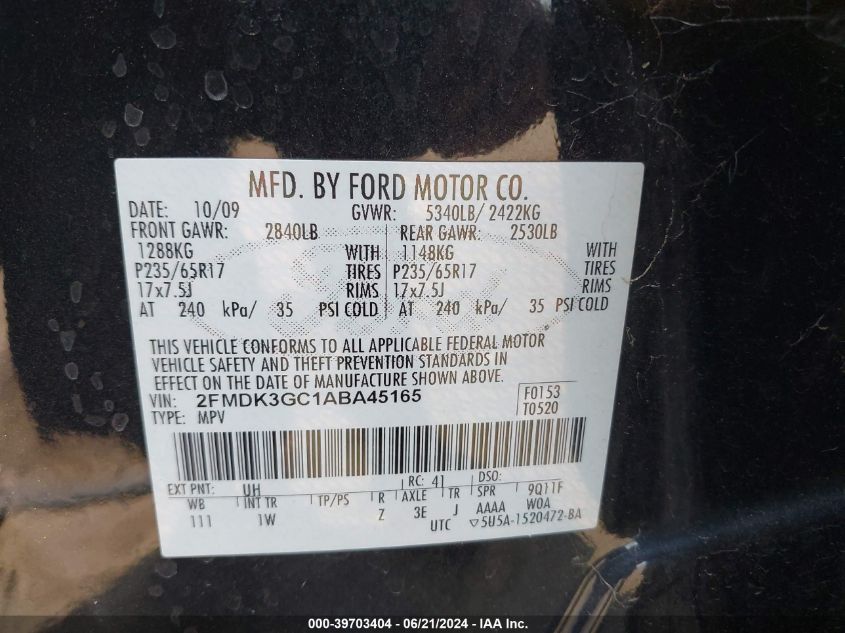 MFD. BY FORD MOTOR CO.
DATE: 10/09 GVWR: 5340LB/ 2422KG
FRONT GAWR: 2840LB REAR GAWR: 2530LB
1288KG WITH 1148KG WITH
P235/65R17 TIRES P235/65R17 TIRES
17x7.5J RIMS 17x7.5J RIMS
AT 240 kPa/ 35 PSI COLD AT 240 kPa/ 35 PSI COLD
THIS VEHICLE CONFORMS TO ALL APPLICABLE FEDERAL MOTOR
VEHICLE SAFETY AND THEFT PREVENTION STANDARDS IN
EFFECT ON THE DATE OF MANUFACTURE SHOWN ABOVE.
VIN: 2FMDK3GC1ABA45165 F0153
TYPE: MPV T0520
EXT PNT: UH RC: 41 DSO:
WB INT TR TP/PS R AXLE TR SPR 9Q11F
111 1W Z 3E J AAAA WOA
UTC ▽5U5A-1520472-BA
000-39703404 - 06/21/2024 - IAA Inc.